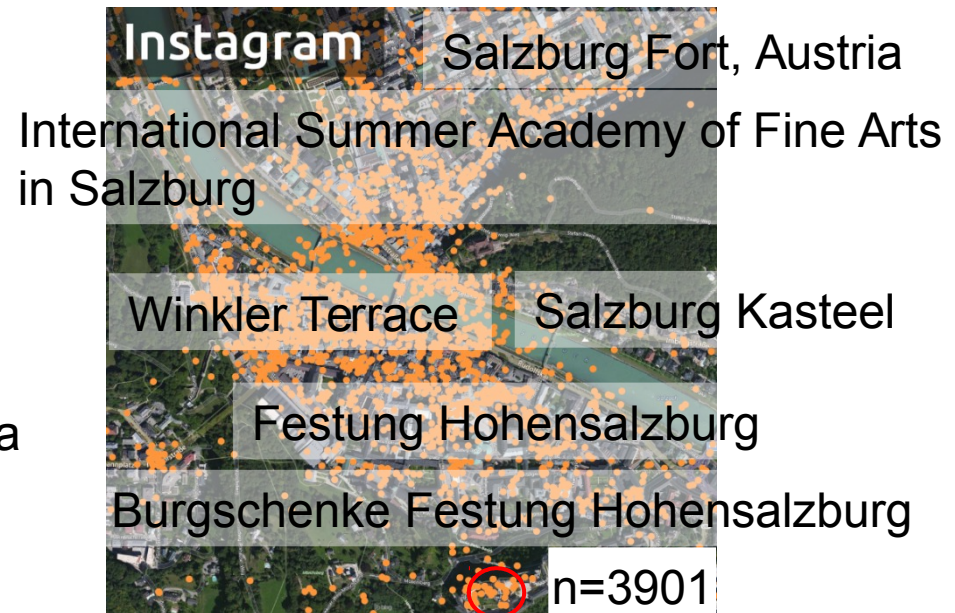 Instagram
Salzburg Fort, Austria
International Summer Academy of Fine Arts
in Salzburg
Winkler Terrace
Salzburg Kasteel
a
Festung Hohensalzburg
Burgschenke Festung Hohensalzburg
n=3901